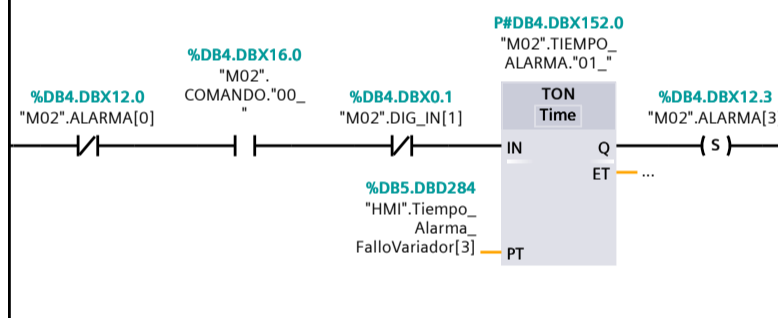 P#DB4.DBX152.0
"M02".TIEMPO_
ALARMA."01_"
%DB4.DBX16.0
"M02".
COMANDO."00_
"
%DB4.DBX12.0
"M02".ALARMA[0]
%DB4.DBX0.1
"M02".DIG_IN[1]
TON
Time
%DB4.DBX12.3
"M02".ALARMA[3
IN
Q
S
ET
...
%DB5.DBD284
"HMI".Tiempo_
Alarma_
FalloVariador[3]
PT